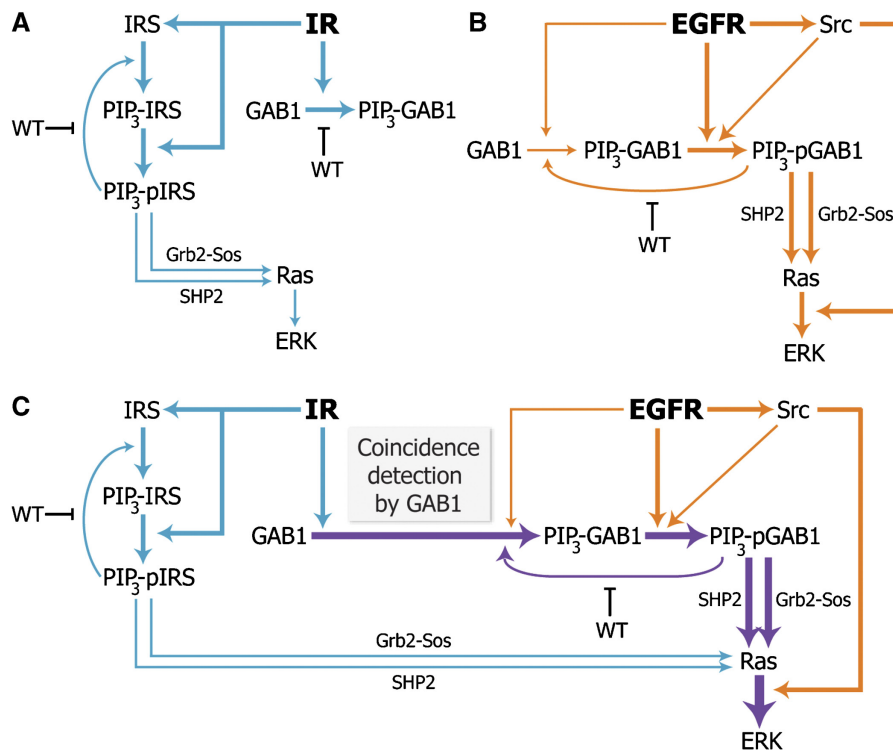 A
IRS
IR
PIP3-IRS
GAB1
PIP3-GAB1
WT
WT
PIP3-pIRS
Grb2-Sos
SHP2
Ras
ERK
B
EGFR
Src
GAB1
PIP3-GAB1
PIP3-pGAB1
WT
SHP2
Grb2-Sos
Ras
ERK
C
IRS
IR
EGFR
Src
Coincidence
detection
by GAB1
PIP3-IRS
WT
GAB1
PIP3-GAB1
PIP3-pGAB1
PIP3-pIRS
WT
SHP2
Grb2-Sos
Grb2-Sos
SHP2
Ras
ERK